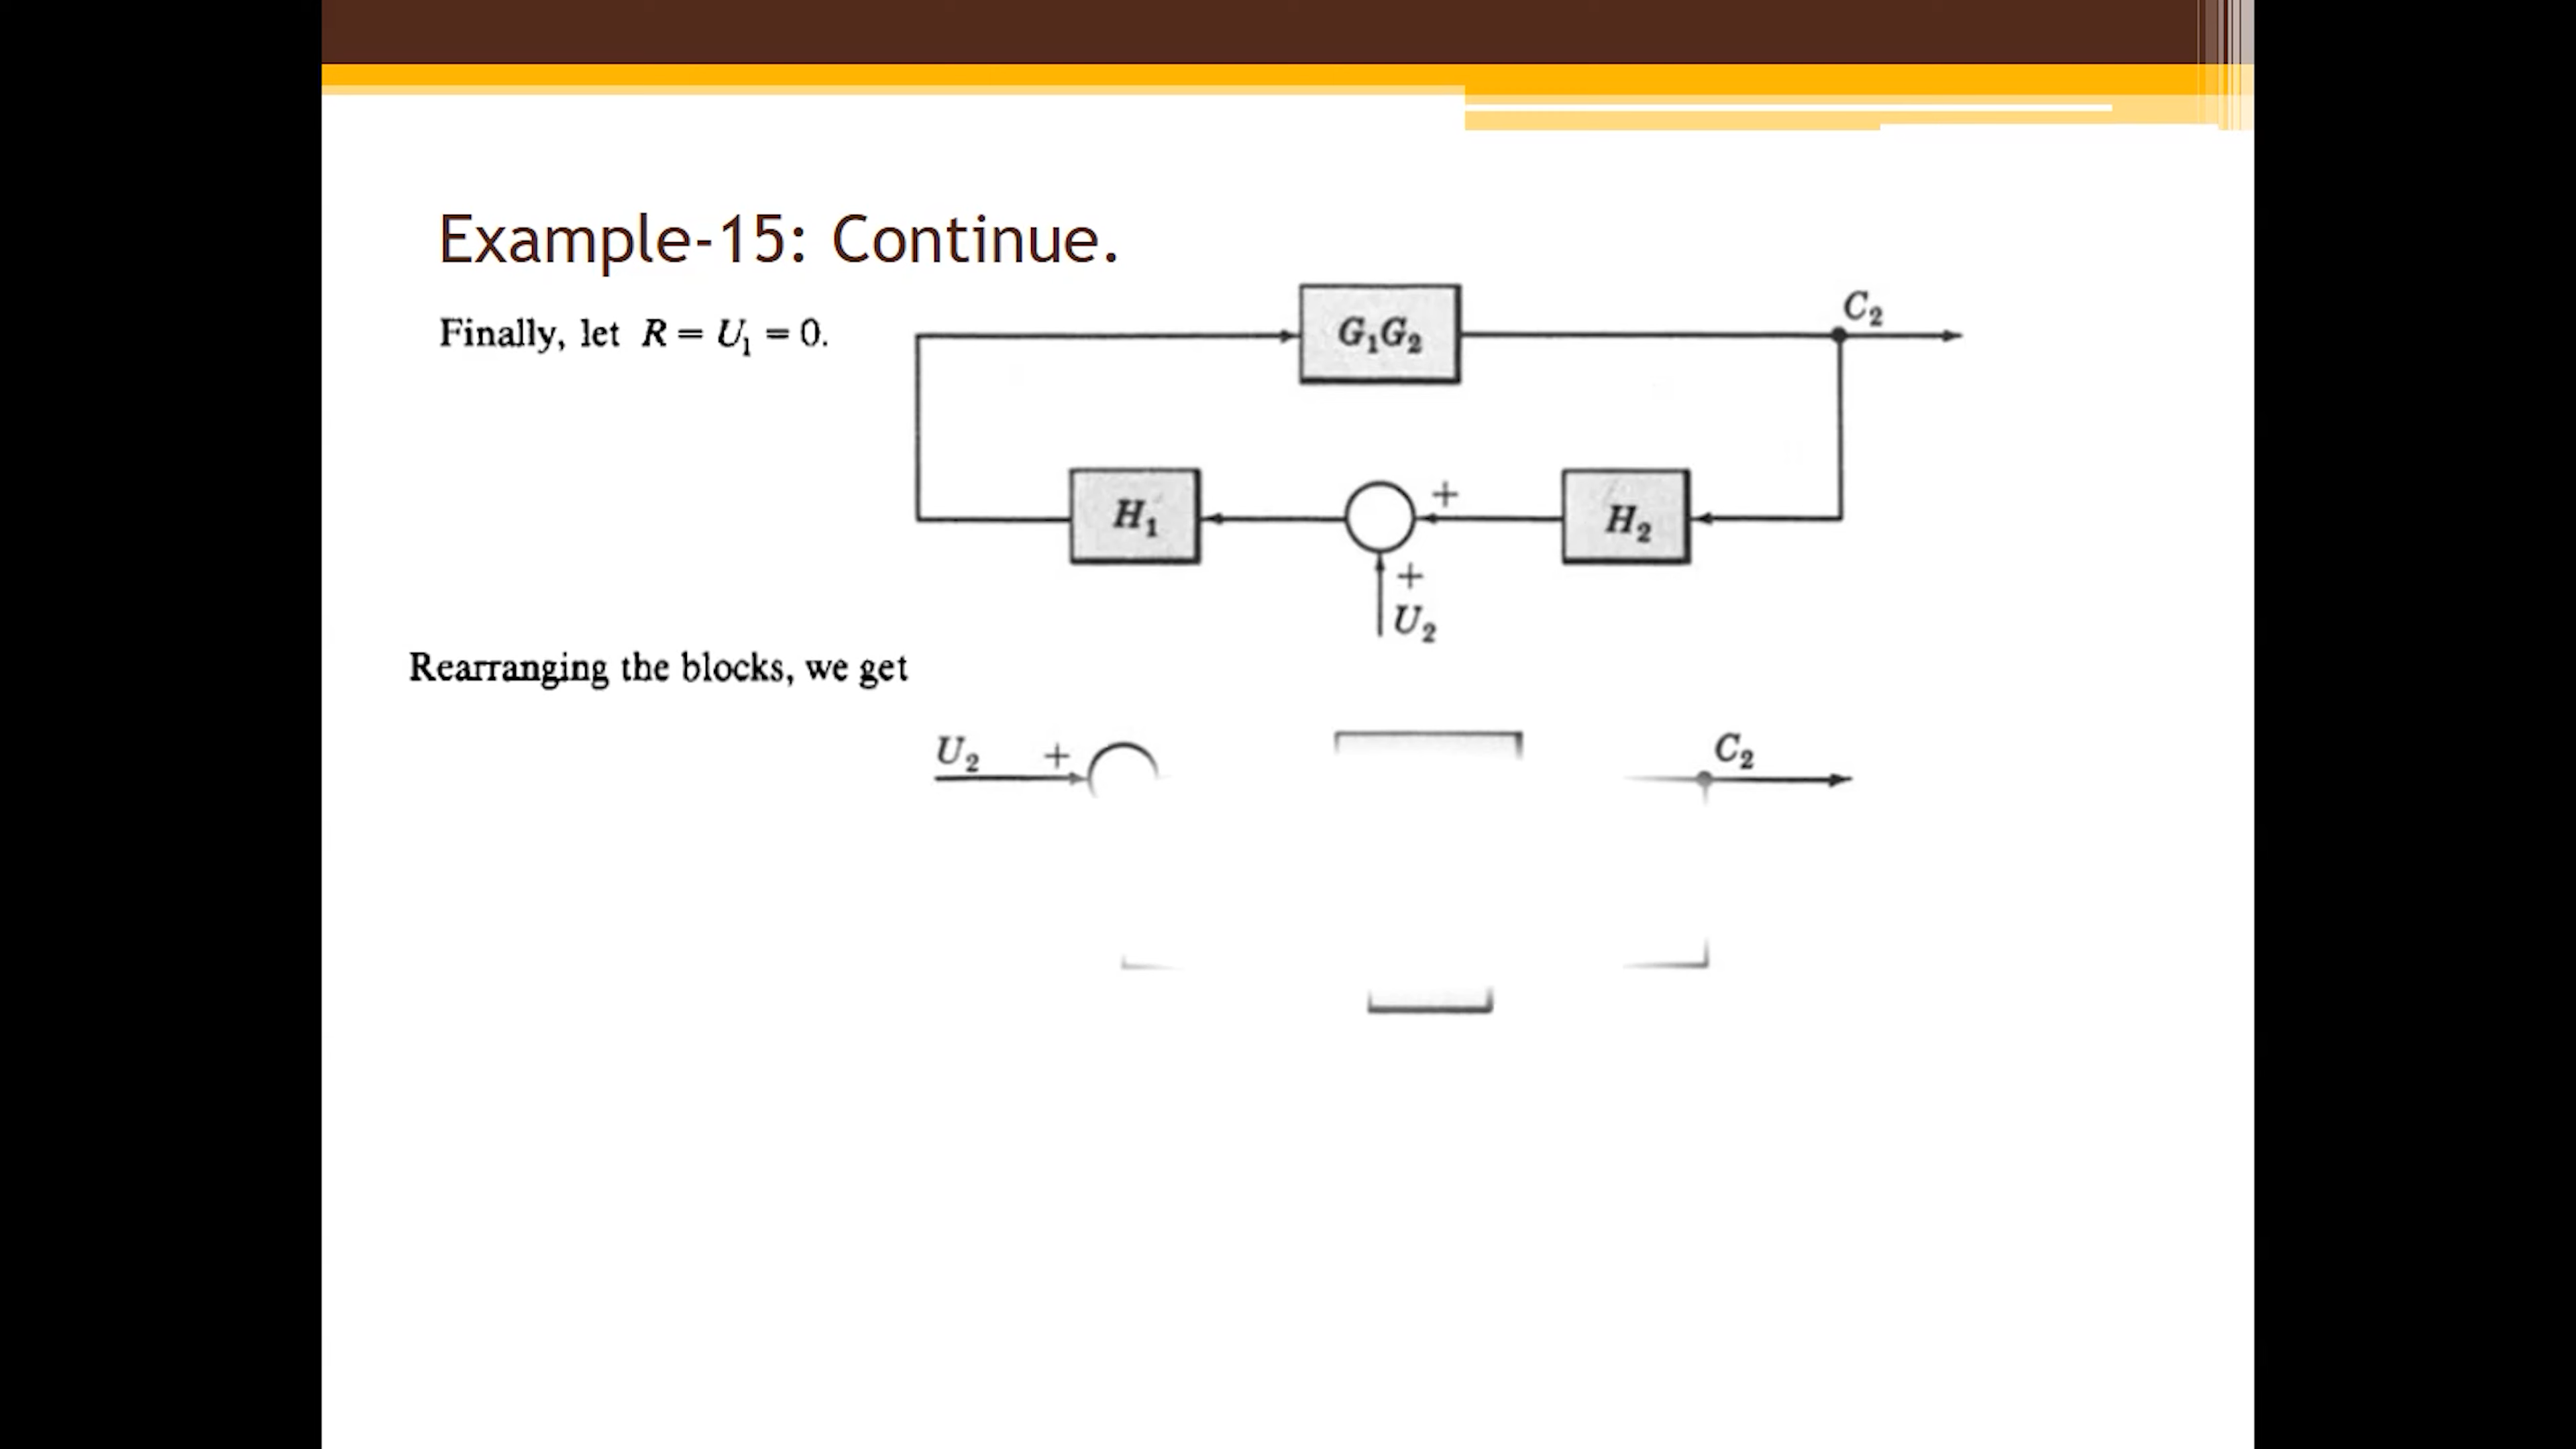 Example-15: Continue.
Finally, let R = U₁ = 0.
G₁G₂
C₂
H₁
+
H₂
+
U₂
Rearranging the blocks, we get
U₂ +
C₂